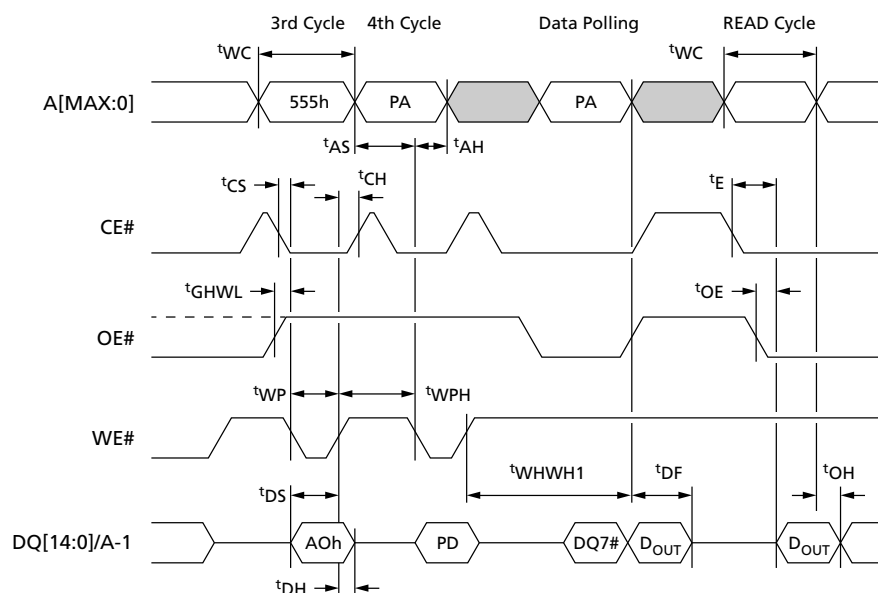 3rd Cycle 4th Cycle Data Polling READ Cycle
tWC tWC
A[MAX:0] 555h PA PA
tAS tAH
tCS tCH tE
CE#
tGHWL tOE
OE#
tWP tWPH
WE#
tWHWH1 tDF tOH
tDS
DQ[14:0]/A-1 AOh PD DQ7# DOUT DOUT
tDH